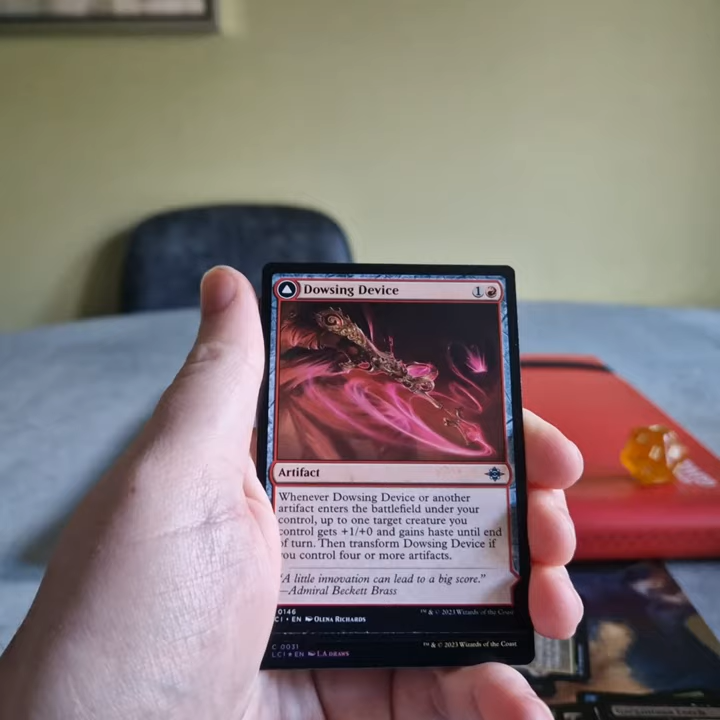 Dowsing Device 1
Artifact
Whenever Dowsing Device or another
artifact enters the battlefield under your
control, up to one target creature you
control gets +1/+0 and gains haste until end
of turn. Then transform Dowsing Device if
you control four or more artifacts.
"A little innovation can lead to a big score."
—Admiral Beckett Brass
0146 ™ & © 2023 Wizards of the Coast
CI • EN Olena Richards
C 0031 ™ & © 2023 Wizards of the Coast
LCI ★ EN L.A Draws